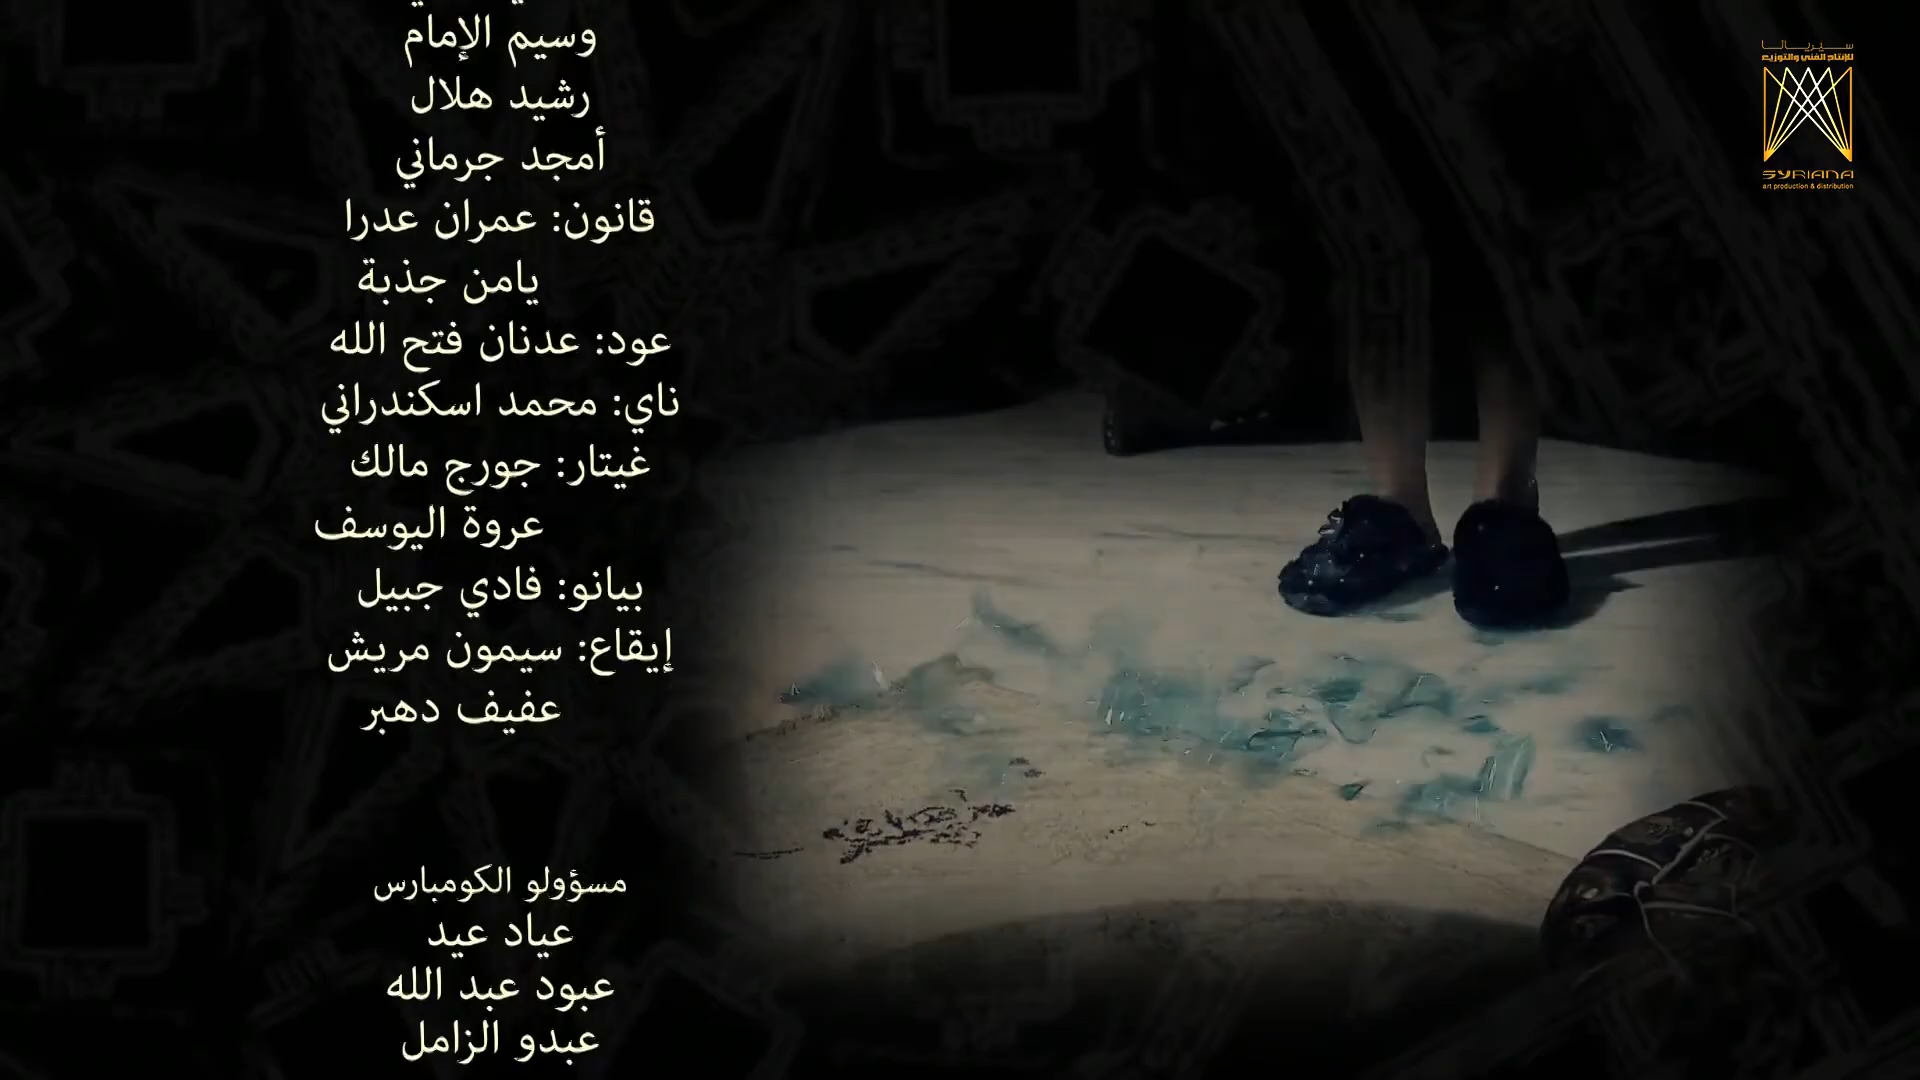 وسيم الإمام
رشيد هلال
أمجد جرماني
قانون: عمران عدرا
يامن جذبة
عود: عدنان فتح الله
ناي: محمد اسكندراني
غيتار: جورج مالك
عروة اليوسف
بيانو: فادي جبيل
إيقاع: سيمون مريش
عفيف دهبر
مسؤولو الكومبارس
عياد عيد
عبود عبد الله
عبدو الزامل
سيريانا
للإنتاج الفني والتوزيع
SYRIANA
art production & distribution